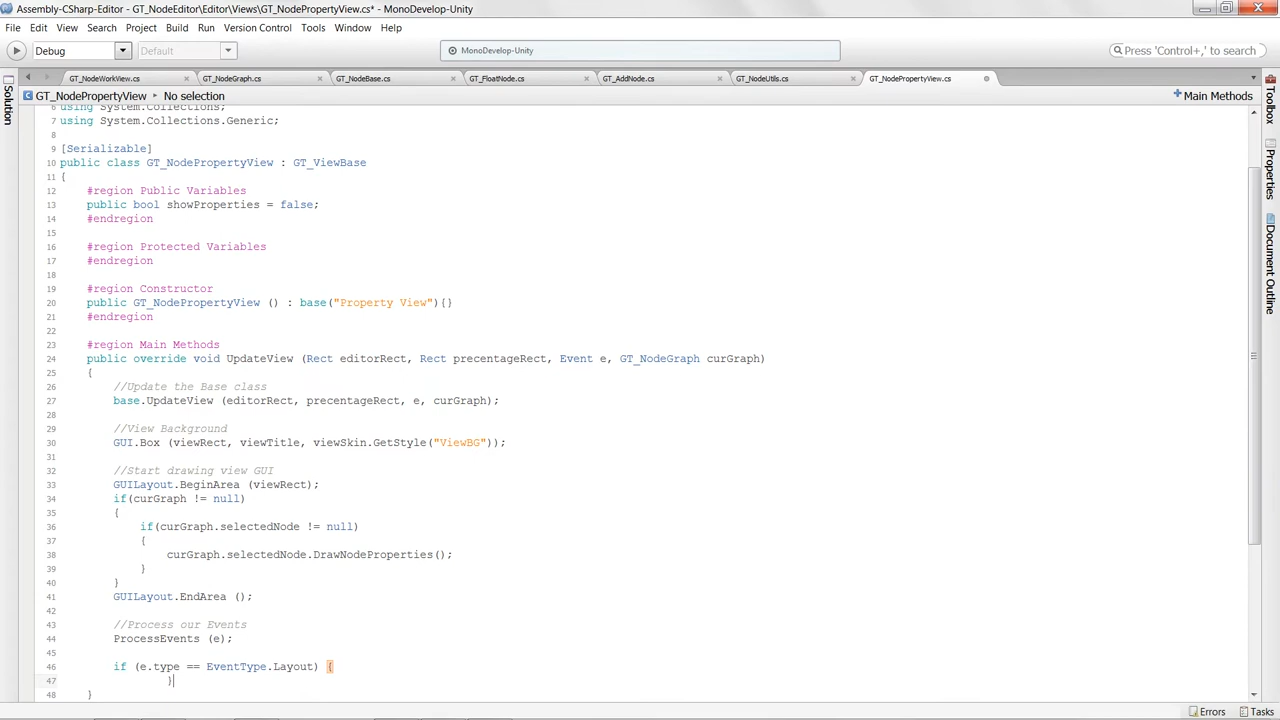 Assembly-CSharp-Editor - GT_NodeEditor\Editor\Views\GT_NodePropertyView.cs* - MonoDevelop-Unity
File Edit View Search Project Build Run Version Control Tools Window Help
Debug Default MonoDevelop-Unity Press 'Control+,' to search
GT_NodeWorkView.cs × GT_NodeGraph.cs × GT_NodeBase.cs × GT_FloatNode.cs × GT_AddNode.cs × GT_NodeUtils.cs × GT_NodePropertyView.cs
GT_NodePropertyView ▸ No selection Main Methods
Solution
Toolbox
Properties
Document Outline
6 using System.Collections;
7 using System.Collections.Generic;
8
9 [Serializable]
10 public class GT_NodePropertyView : GT_ViewBase
11 {
12 #region Public Variables
13 public bool showProperties = false;
14 #endregion
15
16 #region Protected Variables
17 #endregion
18
19 #region Constructor
20 public GT_NodePropertyView () : base("Property View"){}
21 #endregion
22
23 #region Main Methods
24 public override void UpdateView (Rect editorRect, Rect precentageRect, Event e, GT_NodeGraph curGraph)
25 {
26 //Update the Base class
27 base.UpdateView (editorRect, precentageRect, e, curGraph);
28
29 //View Background
30 GUI.Box (viewRect, viewTitle, viewSkin.GetStyle("ViewBG"));
31
32 //Start drawing view GUI
33 GUILayout.BeginArea (viewRect);
34 if(curGraph != null)
35 {
36 if(curGraph.selectedNode != null)
37 {
38 curGraph.selectedNode.DrawNodeProperties();
39 }
40 }
41 GUILayout.EndArea ();
42
43 //Process our Events
44 ProcessEvents (e);
45
46 if (e.type == EventType.Layout) {
47 }
48 }
Errors Tasks